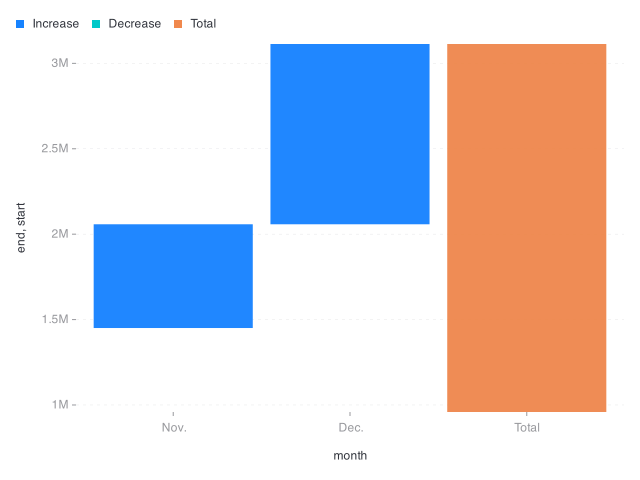 Increase Decrease Total
3M
2.5M
2M
1.5M
1M
end, start
Nov. Dec. Total
month